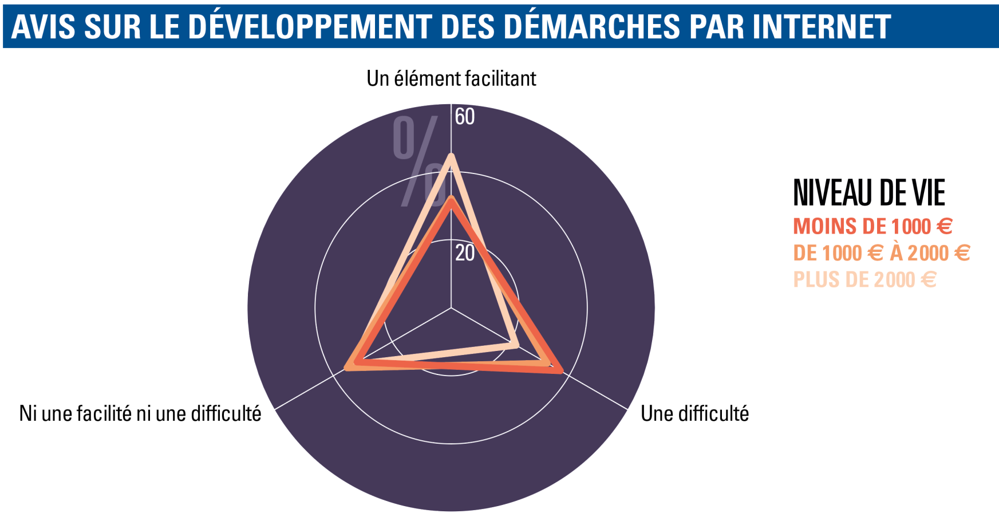 AVIS SUR LE DÉVELOPPEMENT DES DÉMARCHES PAR INTERNET
Un élément facilitant
60
%
20
NIVEAU DE VIE
MOINS DE 1000 €
DE 1000 € À 2000 €
PLUS DE 2000 €
Ni une facilité ni une difficulté
Une difficulté